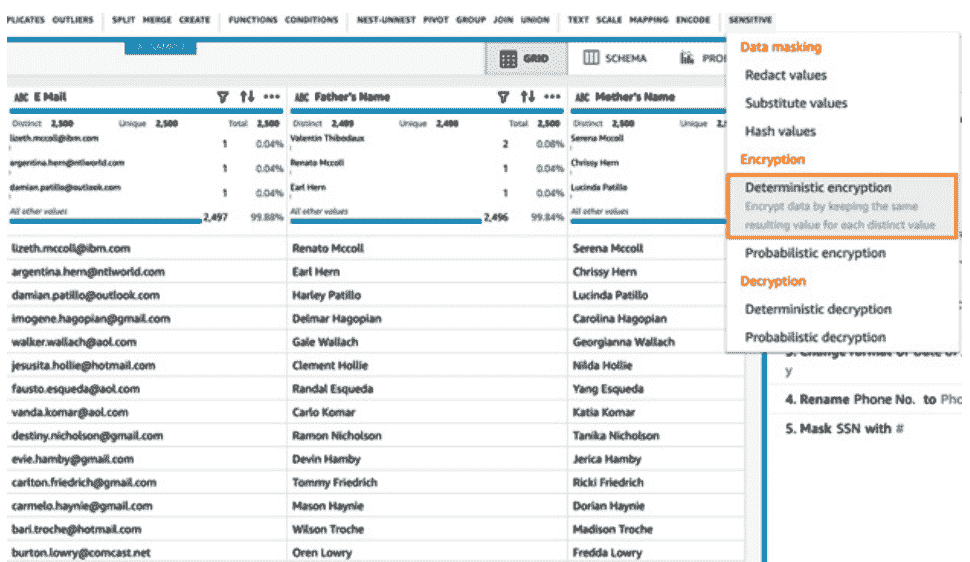 PLICATES OUTLIERS SPLIT MERGE CREATE FUNCTIONS CONDITIONS NEST-UNNEST PIVOT GROUP JOIN UNION TEXT SCALE MAPPING ENCODE SENSITIVE
GRID SCHEMA PRO
ABC E Mail ABC Father's Name ABC Mother's Name
Distinct 2,500 Unique 2,500 Total 2,500 Distinct 2,499 Unique 2,498 Total 2,500 Distinct 2,500 Unique
lizeth.mccoll@ibm.com 1 0.04% Valentin Thibodaux 2 0.08% Serena Mccoll
argentina.hern@ntlworld.com 1 0.04% Renato Mccoll 1 0.04% Chrissy Hern
damian.patillo@outlook.com 1 0.04% Earl Hern 1 0.04% Lucinda Patillo
All other values 2,497 99.88% All other values 2,496 99.84% All other values
lizeth.mccoll@ibm.com Renato Mccoll Serena Mccoll
argentina.hern@ntlworld.com Earl Hern Chrissy Hern
damian.patillo@outlook.com Harley Patillo Lucinda Patillo
imogene.hagopian@gmail.com Delmar Hagopian Carolina Hagopian
walker.wallach@aol.com Gale Wallach Georgianna Wallach
jesusita.hollie@hotmail.com Clement Hollie Nilda Hollie
fausto.esqueda@aol.com Randal Esqueda Yang Esqueda
vanda.komar@aol.com Carlo Komar Katia Komar
destiny.nicholson@gmail.com Ramon Nicholson Tanika Nicholson
evie.hamby@gmail.com Devin Hamby Jerica Hamby
carlton.friedrich@gmail.com Tommy Friedrich Ricki Friedrich
carmelo.haynie@gmail.com Mason Haynie Dorian Haynie
bari.troche@hotmail.com Wilson Troche Madison Troche
burton.lowry@comcast.net Oren Lowry Fredda Lowry
Data masking
Redact values
Substitute values
Hash values
Encryption
Deterministic encryption
Encrypt data by keeping the same
resulting value for each distinct value
Probabilistic encryption
Decryption
Deterministic decryption
Probabilistic decryption
3. Change format of Date of
y
4. Rename Phone No. to Pho
5. Mask SSN with #